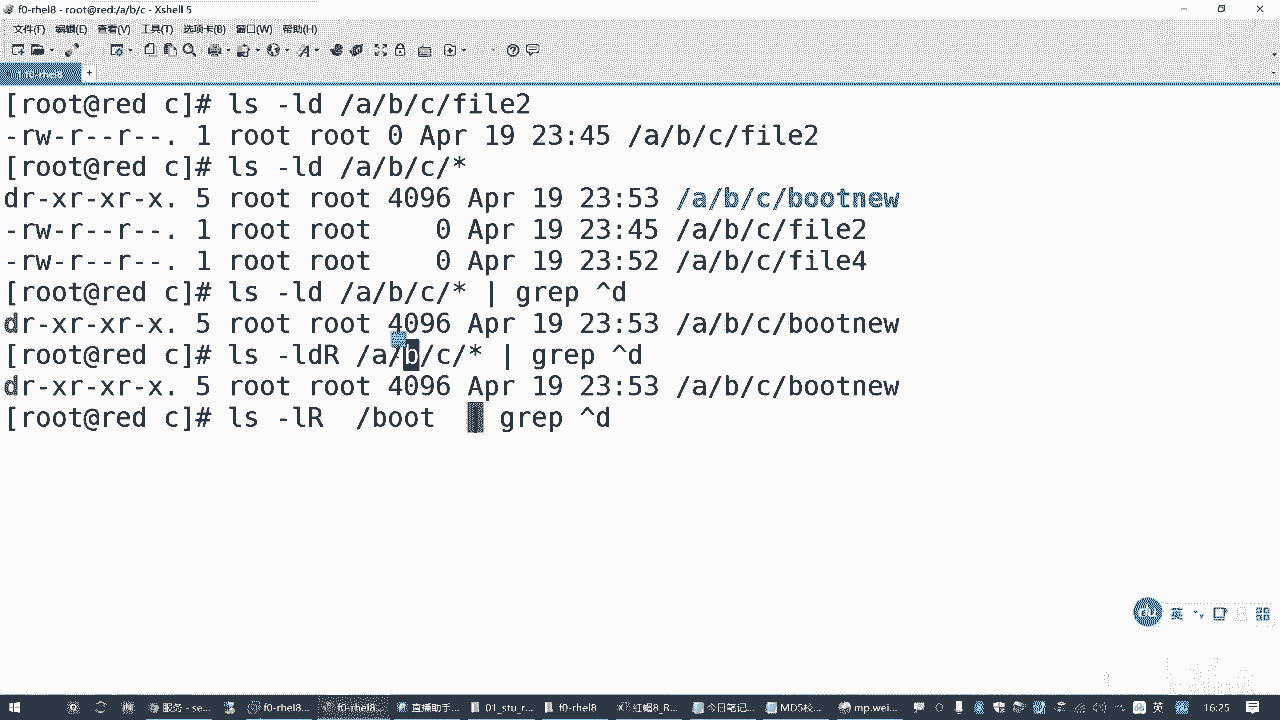 f0-rhel8 - root@red:/a/b/c - Xshell 5
文件(F) 编辑(E) 查看(V) 工具(T) 选项卡(B) 窗口(W) 帮助(H)
1 f0-rhel8
[root@red c]# ls -ld /a/b/c/file2
-rw-r--r--. 1 root root 0 Apr 19 23:45 /a/b/c/file2
[root@red c]# ls -ld /a/b/c/*
dr-xr-xr-x. 5 root root 4096 Apr 19 23:53 /a/b/c/bootnew
-rw-r--r--. 1 root root    0 Apr 19 23:45 /a/b/c/file2
-rw-r--r--. 1 root root    0 Apr 19 23:52 /a/b/c/file4
[root@red c]# ls -ld /a/b/c/* | grep ^d
dr-xr-xr-x. 5 root root 4096 Apr 19 23:53 /a/b/c/bootnew
[root@red c]# ls -ldR /a/b/c/* | grep ^d
dr-xr-xr-x. 5 root root 4096 Apr 19 23:53 /a/b/c/bootnew
[root@red c]# ls -lR  /boot  | grep ^d
英
服务 - se... f0-rhel8... f0-rhel8... 直播助手... 01_stu_r... f0-rhel8 红帽8_R... 今日笔记... MD5校... mp.wei... 英 16:25